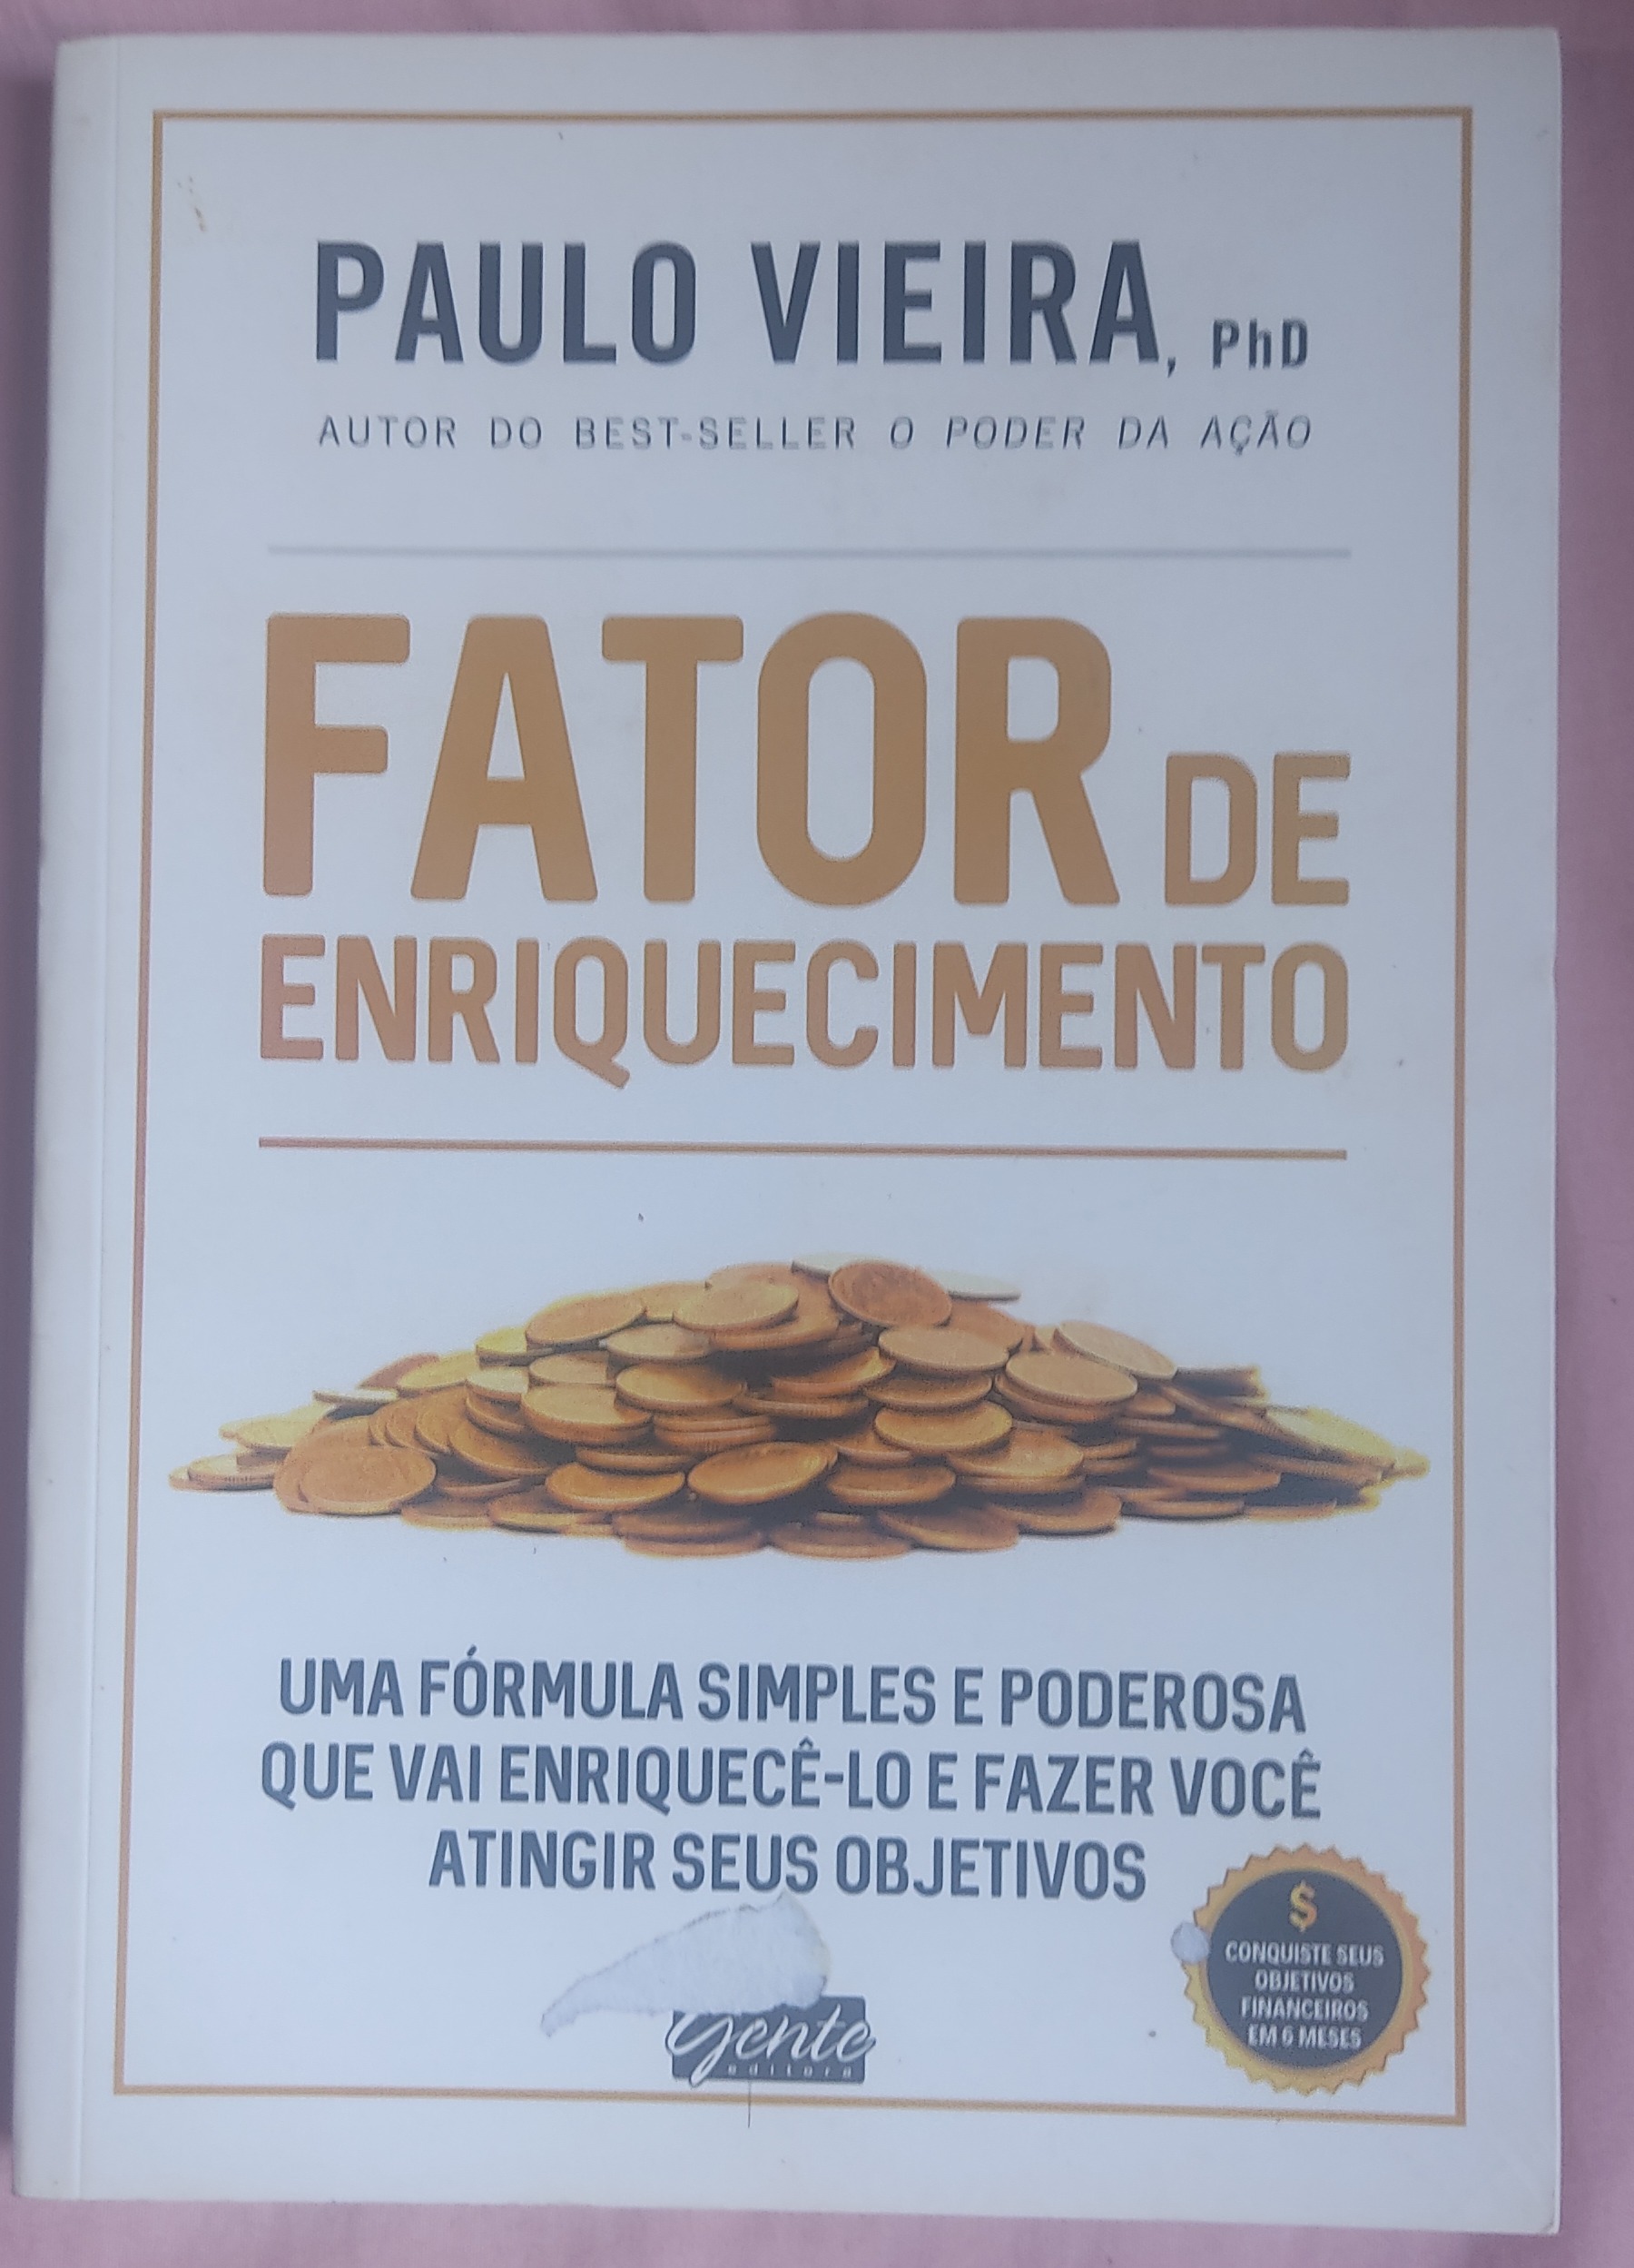 PAULO VIEIRA, PhD
AUTOR DO BEST-SELLER O PODER DA AÇÃO
FATOR DE
ENRIQUECIMENTO
UMA FÓRMULA SIMPLES E PODEROSA
QUE VAI ENRIQUECÊ-LO E FAZER VOCÊ
ATINGIR SEUS OBJETIVOS
$
CONQUISTE SEUS
OBJETIVOS
FINANCEIROS
EM 6 MESES
Gente
editora